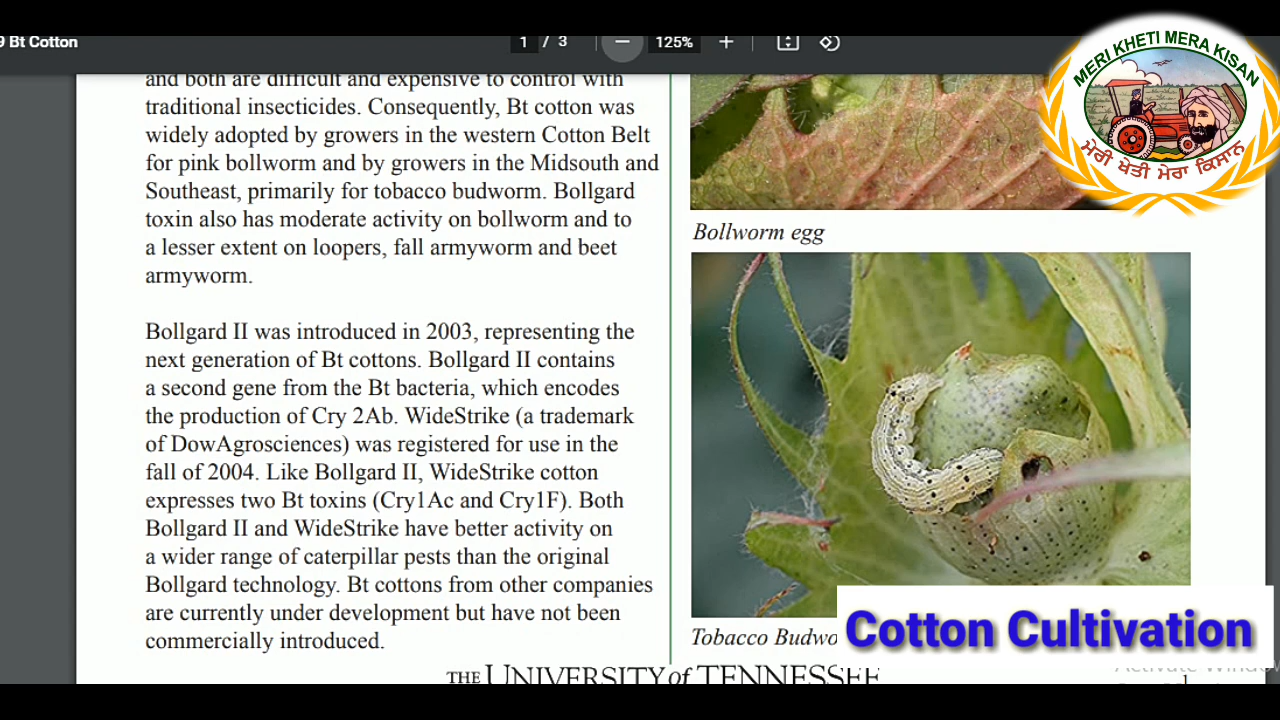 9 Bt Cotton
1 / 3
125%
and both are difficult and expensive to control with
traditional insecticides. Consequently, Bt cotton was
widely adopted by growers in the western Cotton Belt
for pink bollworm and by growers in the Midsouth and
Southeast, primarily for tobacco budworm. Bollgard
toxin also has moderate activity on bollworm and to
a lesser extent on loopers, fall armyworm and beet
armyworm.
Bollgard II was introduced in 2003, representing the
next generation of Bt cottons. Bollgard II contains
a second gene from the Bt bacteria, which encodes
the production of Cry 2Ab. WideStrike (a trademark
of DowAgrosciences) was registered for use in the
fall of 2004. Like Bollgard II, WideStrike cotton
expresses two Bt toxins (Cry1Ac and Cry1F). Both
Bollgard II and WideStrike have better activity on
a wider range of caterpillar pests than the original
Bollgard technology. Bt cottons from other companies
are currently under development but have not been
commercially introduced.
Bollworm egg
Tobacco Budwo
THE UNIVERSITY of TENNESSEE
MERI KHETI MERA KISAN
ਮੇਰੀ ਖੇਤੀ ਮੇਰਾ ਕਿਸਾਨ
Cotton Cultivation